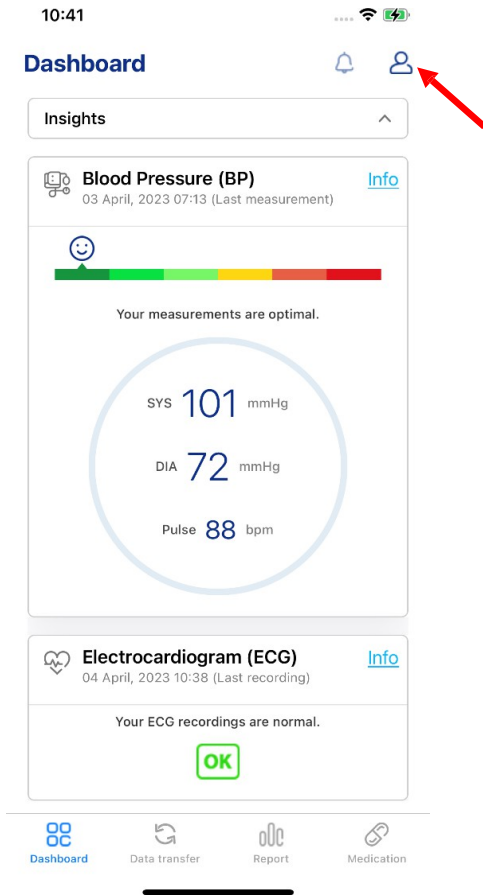 10:41
Dashboard
Insights
Blood Pressure (BP) Info
03 April, 2023 07:13 (Last measurement)
Your measurements are optimal.
SYS 101 mmHg
DIA 72 mmHg
Pulse 88 bpm
Electrocardiogram (ECG) Info
04 April, 2023 10:38 (Last recording)
Your ECG recordings are normal.
OK
Dashboard Data transfer Report Medication